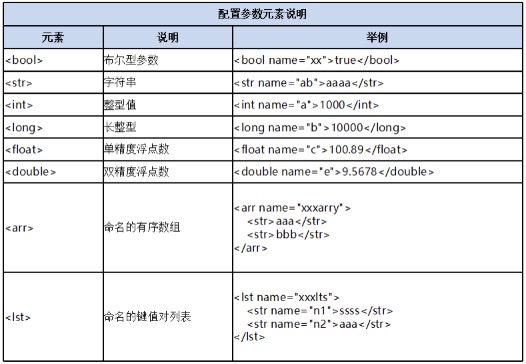 配置参数元素说明
元素 说明 举例
<bool> 布尔型参数 <bool name="xx">true</bool>
<str> 字符串 <str name="ab">aaaa</str>
<int> 整型值 <int name="a">1000</int>
<long> 长整型 <long name="b">10000</long>
<float> 单精度浮点数 <float name="c">100.89</float>
<double> 双精度浮点数 <double name="e">9.5678</double>
<arr> 命名的有序数组
<arr name="xxxarry">
<str>aaa</str>
<str>bbb</str>
</arr>
<lst> 命名的键值对列表
<lst name="xxxlts">
<str name="n1">ssss</str>
<str name="n2">aaa</str>
</lst>